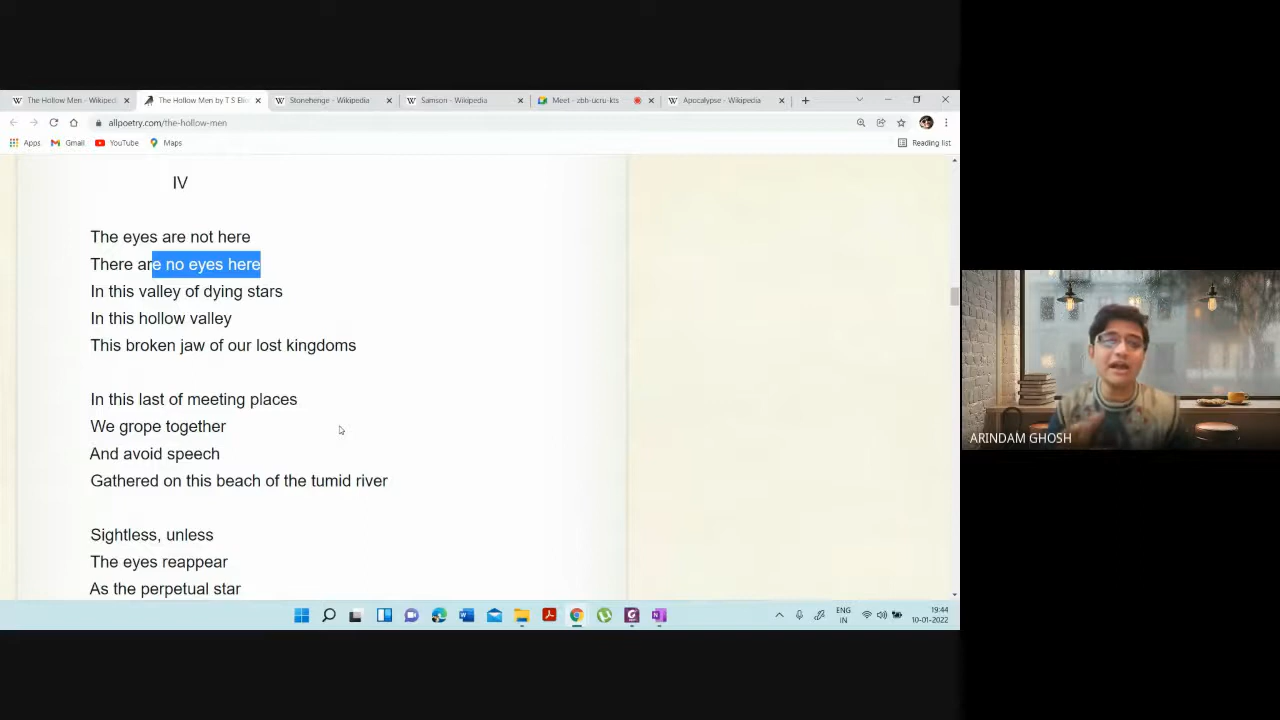 The Hollow Men - Wikiped
The Hollow Men by T S Elio
Stonehenge - Wikipedia
Samson - Wikipedia
Meet - zbh-ucru-kts
Apocalypse - Wikipedia
allpoetry.com/the-hollow-men
Apps
Gmail
YouTube
Maps
Reading list
IV
The eyes are not here
There are no eyes here
In this valley of dying stars
In this hollow valley
This broken jaw of our lost kingdoms
In this last of meeting places
We grope together
And avoid speech
Gathered on this beach of the tumid river
Sightless, unless
The eyes reappear
As the perpetual star
ARINDAM GHOSH
ENG
IN
19:44
10-01-2022